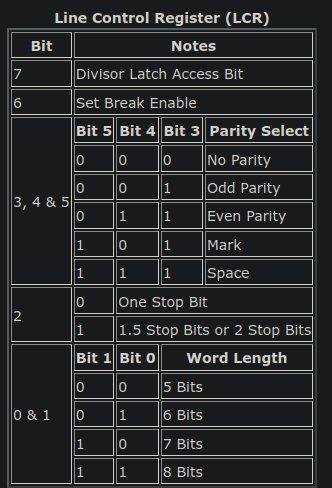 Line Control Register (LCR)
Bit Notes
7 Divisor Latch Access Bit
6 Set Break Enable
3, 4 & 5 Bit 5 Bit 4 Bit 3 Parity Select
0 0 0 No Parity
0 0 1 Odd Parity
0 1 1 Even Parity
1 0 1 Mark
1 1 1 Space
2 0 One Stop Bit
1 1.5 Stop Bits or 2 Stop Bits
0 & 1 Bit 1 Bit 0 Word Length
0 0 5 Bits
0 1 6 Bits
1 0 7 Bits
1 1 8 Bits